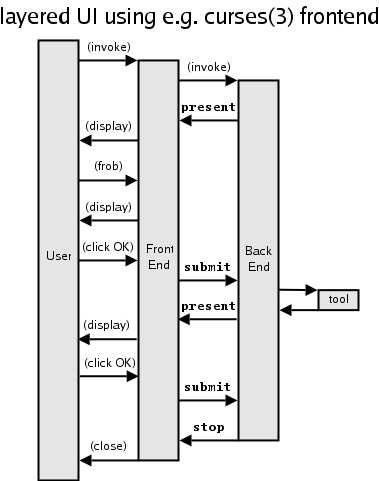 layered UI using e.g. curses(3) frontend
(invoke)
(invoke)
present
(display)
(frob)
(display)
(click OK)
User
Front
End
Back
End
submit
tool
present
(display)
(click OK)
submit
stop
(close)